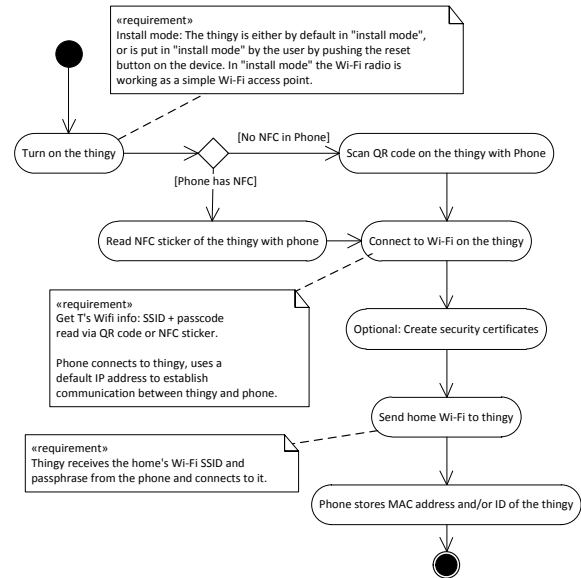 «requirement»
Install mode: The thingy is either by default in "install mode",
or is put in "install mode" by the user by pushing the reset
button on the device. In "install mode" the Wi-Fi radio is
working as a simple Wi-Fi access point.
[No NFC in Phone]
Turn on the thingy
Scan QR code on the thingy with Phone
[Phone has NFC]
Read NFC sticker of the thingy with phone
Connect to Wi-Fi on the thingy
«requirement»
Get T's Wifi info: SSID + passcode
read via QR code or NFC sticker.
Phone connects to thingy, uses a
default IP address to establish
communication between thingy and phone.
Optional: Create security certificates
Send home Wi-Fi to thingy
«requirement»
Thingy receives the home's Wi-Fi SSID and
passphrase from the phone and connects to it.
Phone stores MAC address and/or ID of the thingy